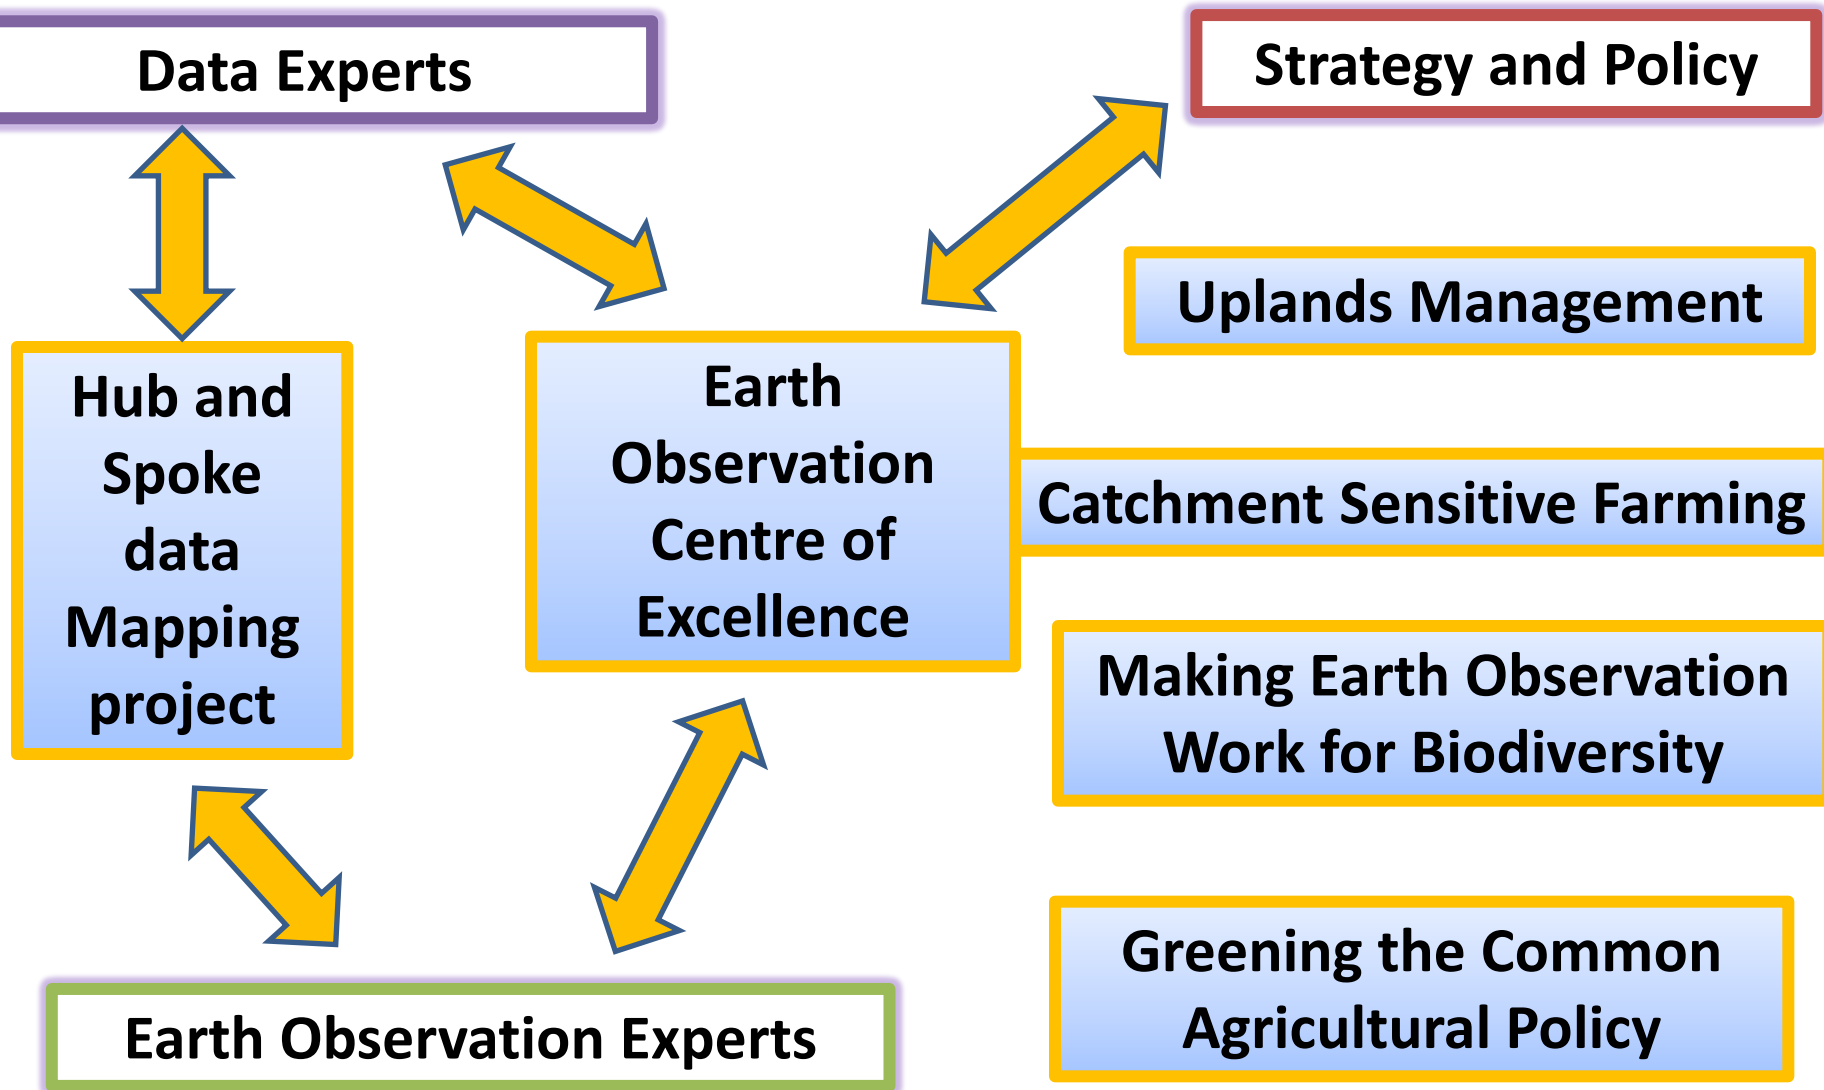 Data Experts
Strategy and Policy
Uplands Management
Hub and
Spoke
data
Mapping
project
Earth
Observation
Centre of
Excellence
Catchment Sensitive Farming
Making Earth Observation
Work for Biodiversity
Greening the Common
Agricultural Policy
Earth Observation Experts